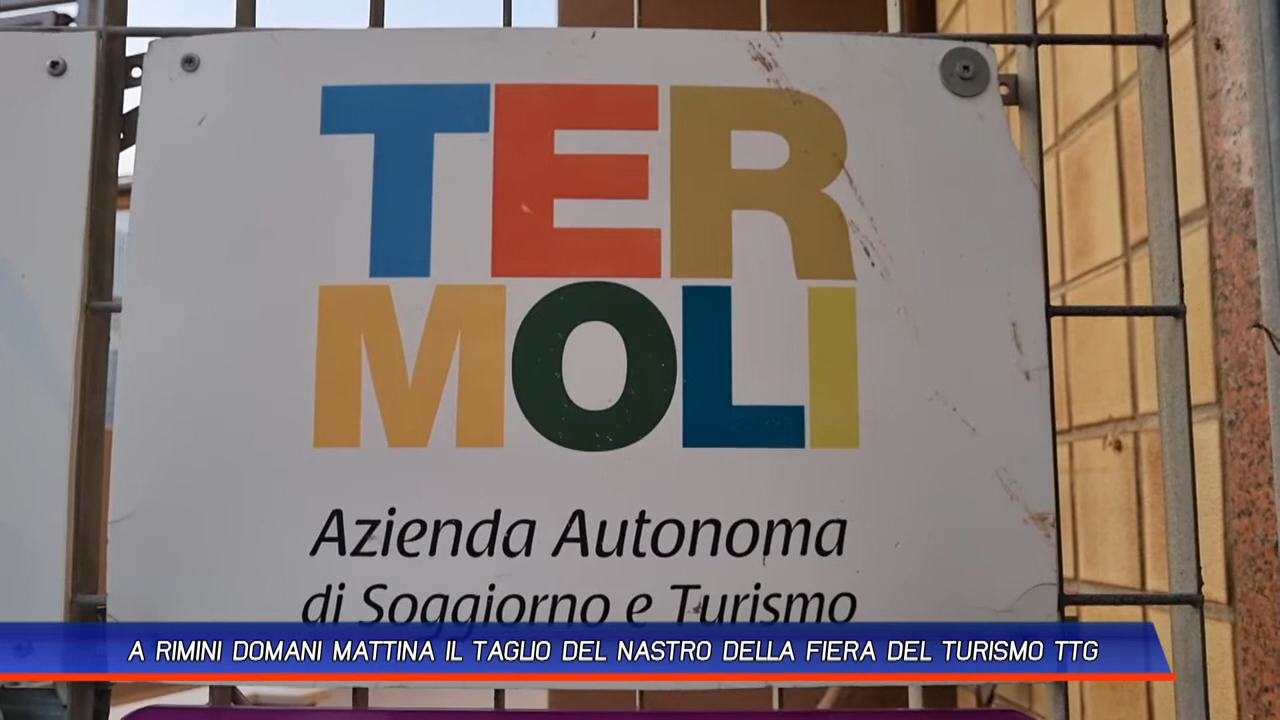 TER
MOLI
Azienda Autonoma
di Soggiorno e Turismo
A RIMINI DOMANI MATTINA IL TAGLIO DEL NASTRO DELLA FIERA DEL TURISMO TTG